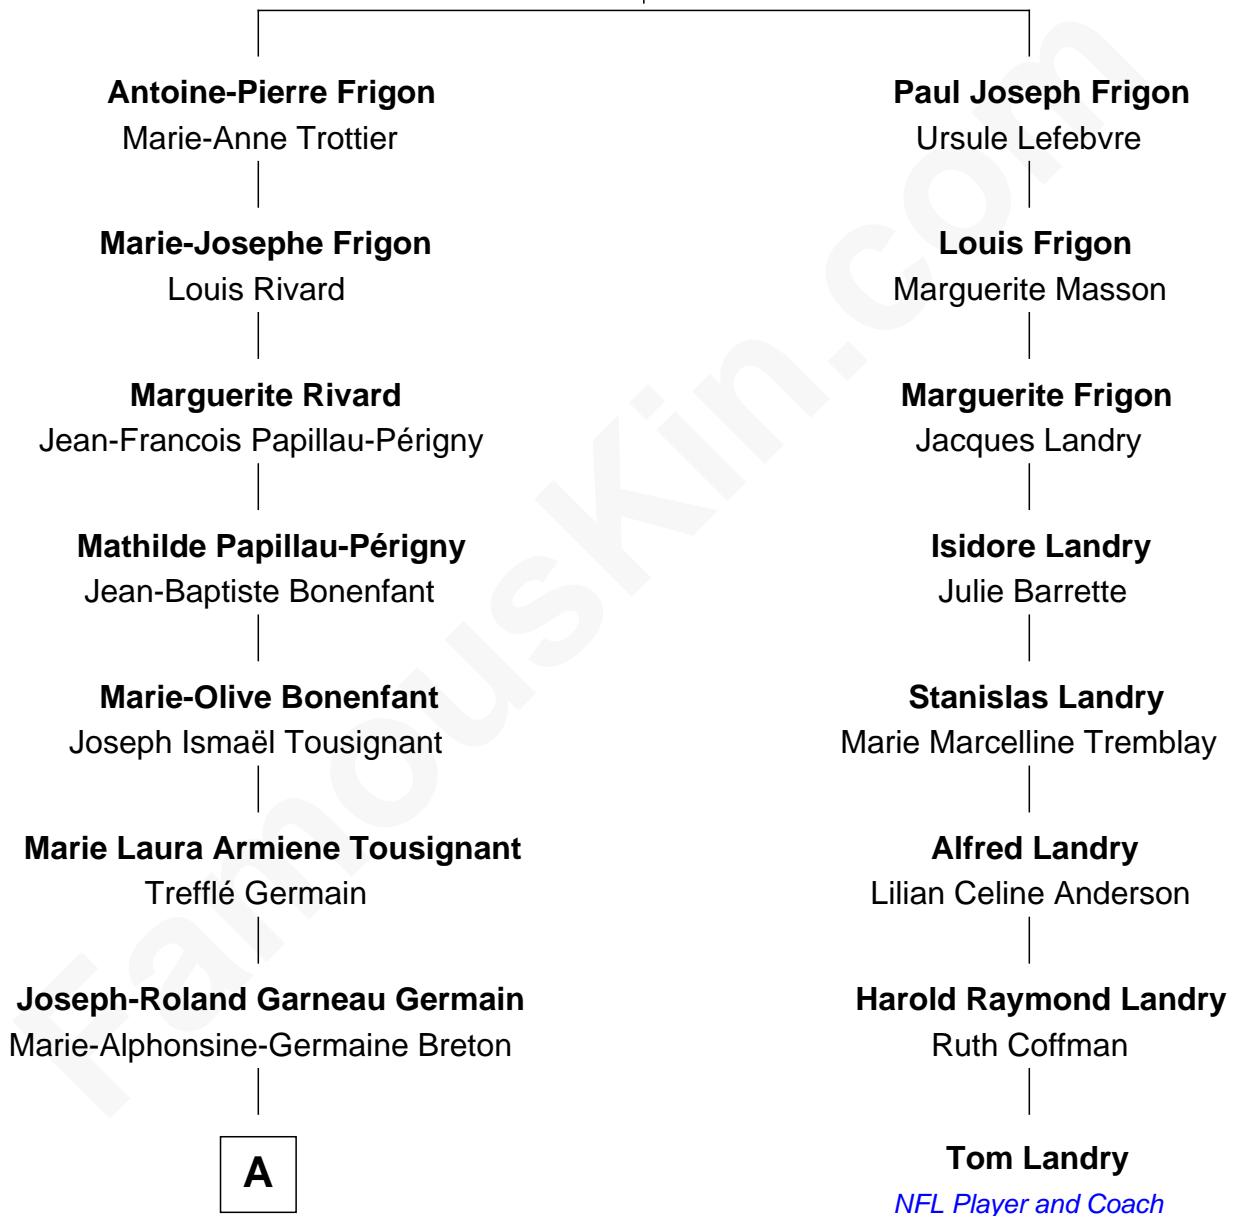 Antoine-Pierre Frigon
Marie-Anne Trottier
Marie-Josephe Frigon
Louis Rivard
Marguerite Rivard
Jean-Francois Papillau-Périgny
Mathilde Papillau-Périgny
Jean-Baptiste Bonenfant
Marie-Olive Bonenfant
Joseph Ismaël Tousignant
Marie Laura Armiene Tousignant
Trefflé Germain
Joseph-Roland Garneau Germain
Marie-Alphonsine-Germaine Breton
A
Paul Joseph Frigon
Ursule Lefebvre
Louis Frigon
Marguerite Masson
Marguerite Frigon
Jacques Landry
Isidore Landry
Julie Barrette
Stanislas Landry
Marie Marcelline Tremblay
Alfred Landry
Lilian Celine Anderson
Harold Raymond Landry
Ruth Coffman
Tom Landry
NFL Player and Coach
FamousKin.com